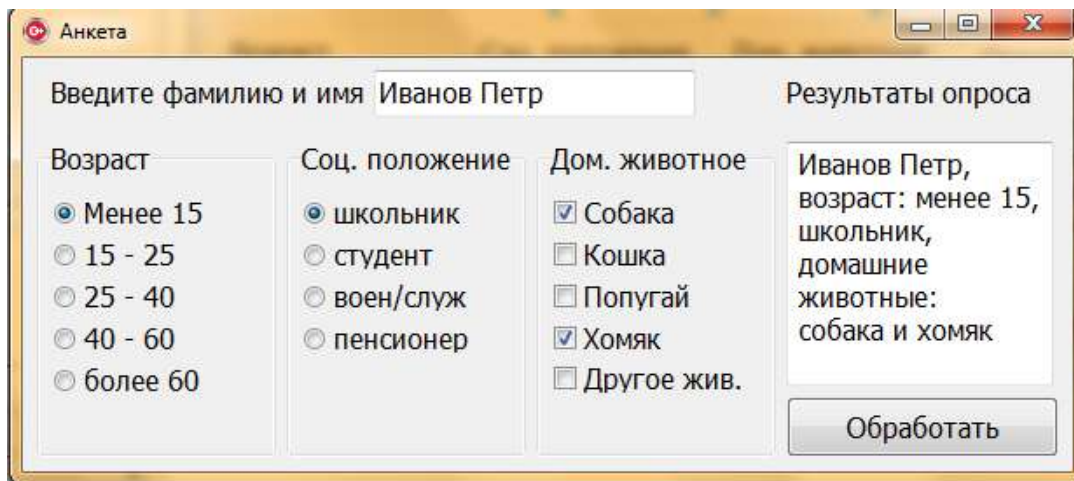 Анкета
Введите фамилию и имя Иванов Петр
Результаты опроса
Возраст
Менее 15
15 - 25
25 - 40
40 - 60
более 60
Соц. положение
школьник
студент
воен/служ
пенсионер
Дом. животное
Собака
Кошка
Попугай
Хомяк
Другое жив.
Иванов Петр,
возраст: менее 15,
школьник,
домашние
животные:
собака и хомяк
Обработать